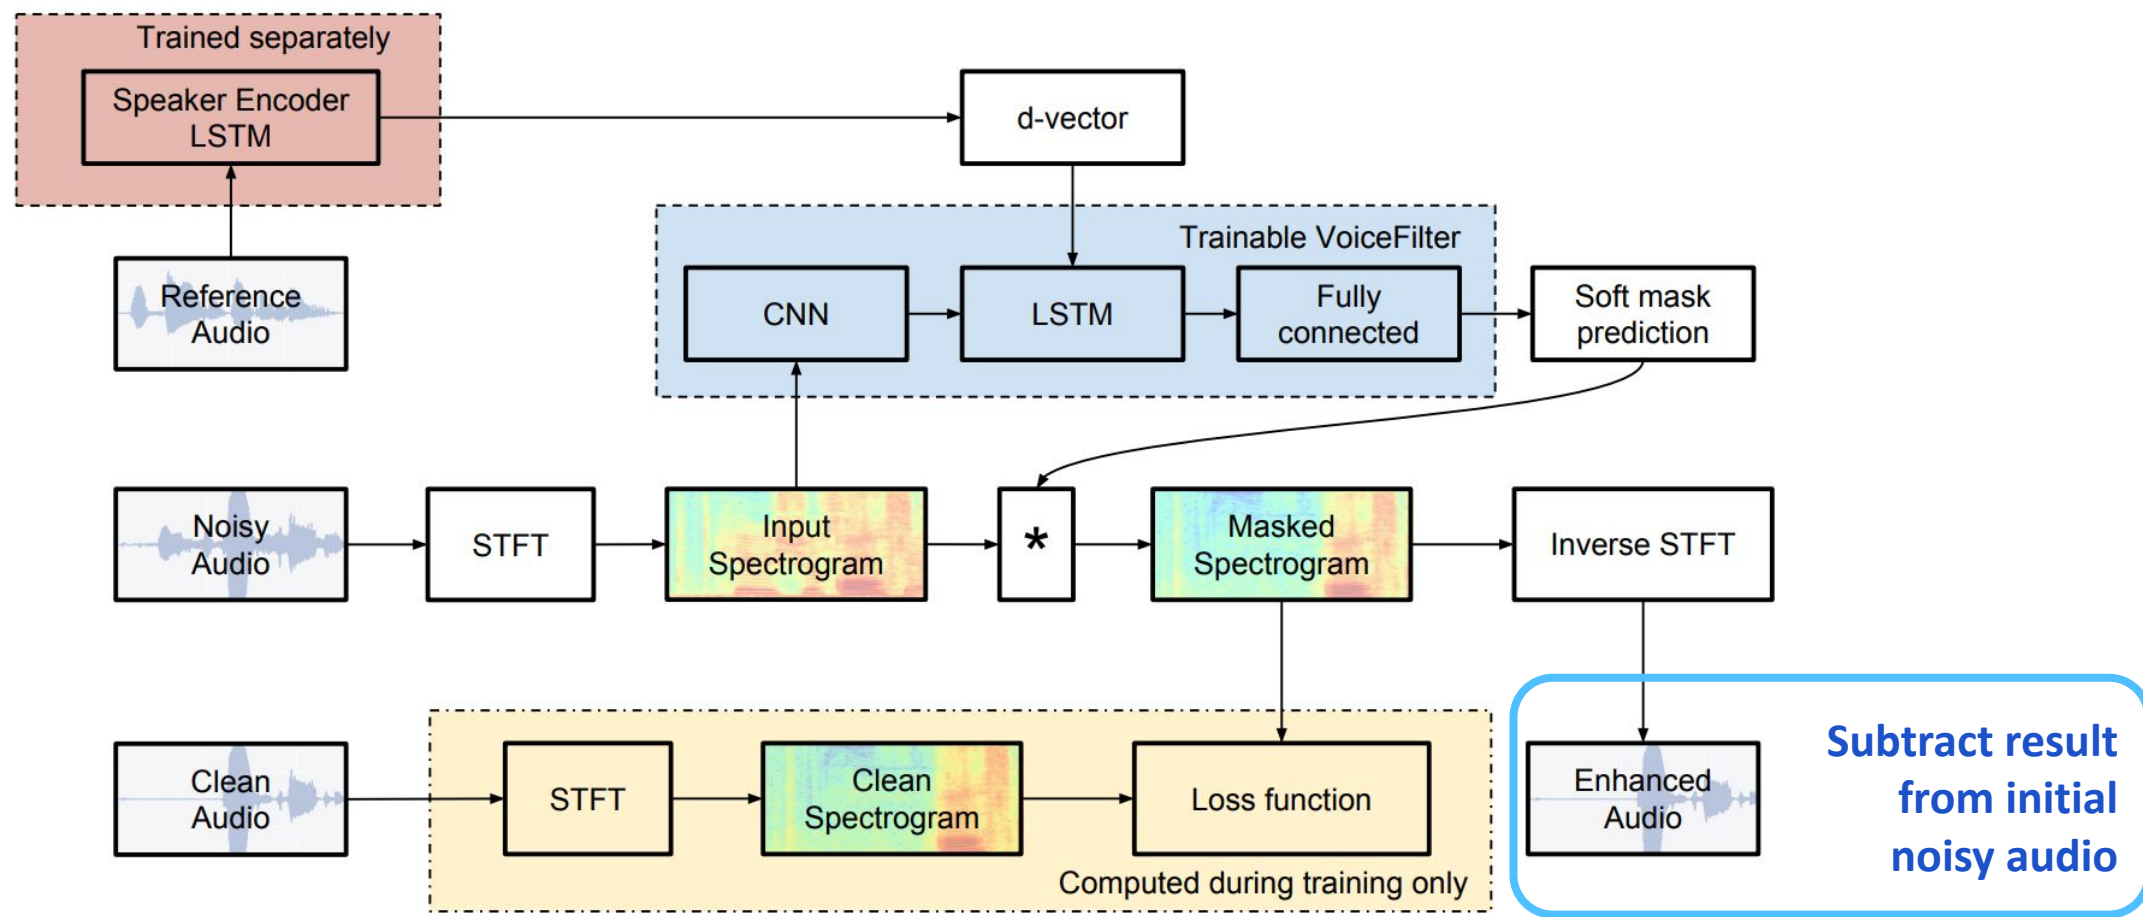 Trained separately
Speaker Encoder
LSTM
d-vector
Trainable VoiceFilter
Reference
Audio
CNN
LSTM
Fully
connected
Soft mask
prediction
Noisy
Audio
STFT
Input
Spectrogram
*
Masked
Spectrogram
Inverse STFT
Clean
Audio
STFT
Clean
Spectrogram
Loss function
Computed during training only
Enhanced
Audio
Subtract result
from initial
noisy audio